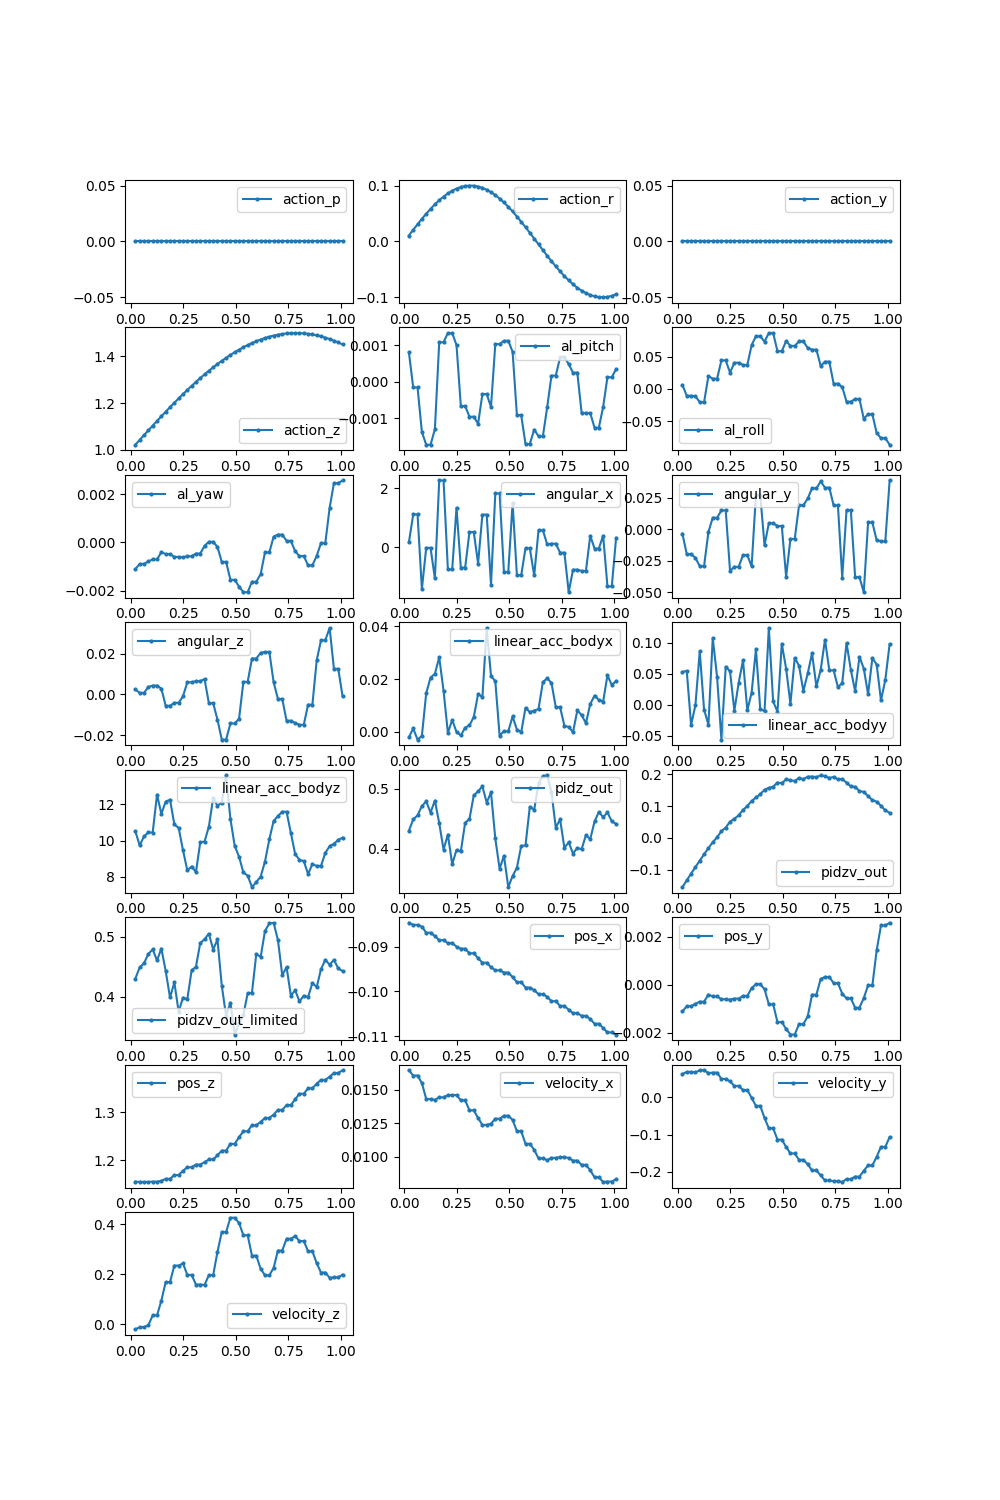 0.05
0.00
−0.05
action_p
0.00 0.25 0.50 0.75 1.00
0.1
0.0
−0.1
action_r
0.00 0.25 0.50 0.75 1.00
0.05
0.00
−0.05
action_y
0.00 0.25 0.50 0.75 1.00
1.4
1.2
1.0
action_z
0.00 0.25 0.50 0.75 1.00
0.001
0.000
−0.001
al_pitch
0.00 0.25 0.50 0.75 1.00
0.05
0.00
−0.05
al_roll
0.00 0.25 0.50 0.75 1.00
0.002
0.000
−0.002
al_yaw
0.00 0.25 0.50 0.75 1.00
2
0
angular_x
0.00 0.25 0.50 0.75 1.00
0.025
0.000
−0.025
−0.050
angular_y
0.00 0.25 0.50 0.75 1.00
0.02
0.00
−0.02
angular_z
0.00 0.25 0.50 0.75 1.00
0.04
0.02
0.00
linear_acc_bodyx
0.00 0.25 0.50 0.75 1.00
0.10
0.05
0.00
−0.05
linear_acc_bodyy
0.00 0.25 0.50 0.75 1.00
12
10
8
linear_acc_bodyz
0.00 0.25 0.50 0.75 1.00
0.5
0.4
pidz_out
0.00 0.25 0.50 0.75 1.00
0.2
0.1
0.0
−0.1
pidzv_out
0.00 0.25 0.50 0.75 1.00
0.5
0.4
pidzv_out_limited
0.00 0.25 0.50 0.75 1.00
−0.09
−0.10
−0.11
pos_x
0.00 0.25 0.50 0.75 1.00
0.002
0.000
−0.002
pos_y
0.00 0.25 0.50 0.75 1.00
1.3
1.2
pos_z
0.00 0.25 0.50 0.75 1.00
0.0150
0.0125
0.0100
velocity_x
0.00 0.25 0.50 0.75 1.00
0.0
−0.1
−0.2
velocity_y
0.00 0.25 0.50 0.75 1.00
0.4
0.2
0.0
velocity_z
0.00 0.25 0.50 0.75 1.00